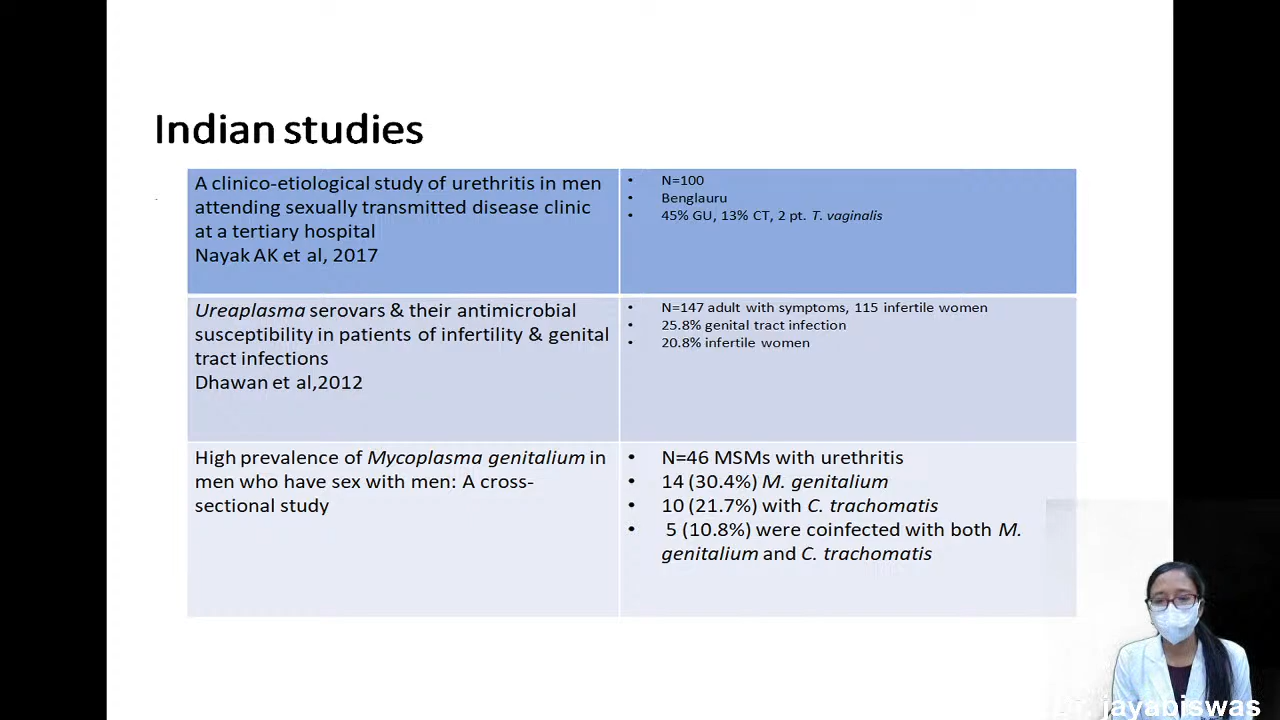 Indian studies
A clinico-etiological study of urethritis in men
attending sexually transmitted disease clinic
at a tertiary hospital
Nayak AK et al, 2017
• N=100
• Benglauru
• 45% GU, 13% CT, 2 pt. T. vaginalis
Ureaplasma serovars & their antimicrobial
susceptibility in patients of infertility & genital
tract infections
Dhawan et al,2012
• N=147 adult with symptoms, 115 infertile women
• 25.8% genital tract infection
• 20.8% infertile women
High prevalence of Mycoplasma genitalium in
men who have sex with men: A cross-
sectional study
• N=46 MSMs with urethritis
• 14 (30.4%) M. genitalium
• 10 (21.7%) with C. trachomatis
• 5 (10.8%) were coinfected with both M.
genitalium and C. trachomatis
jayabiswas